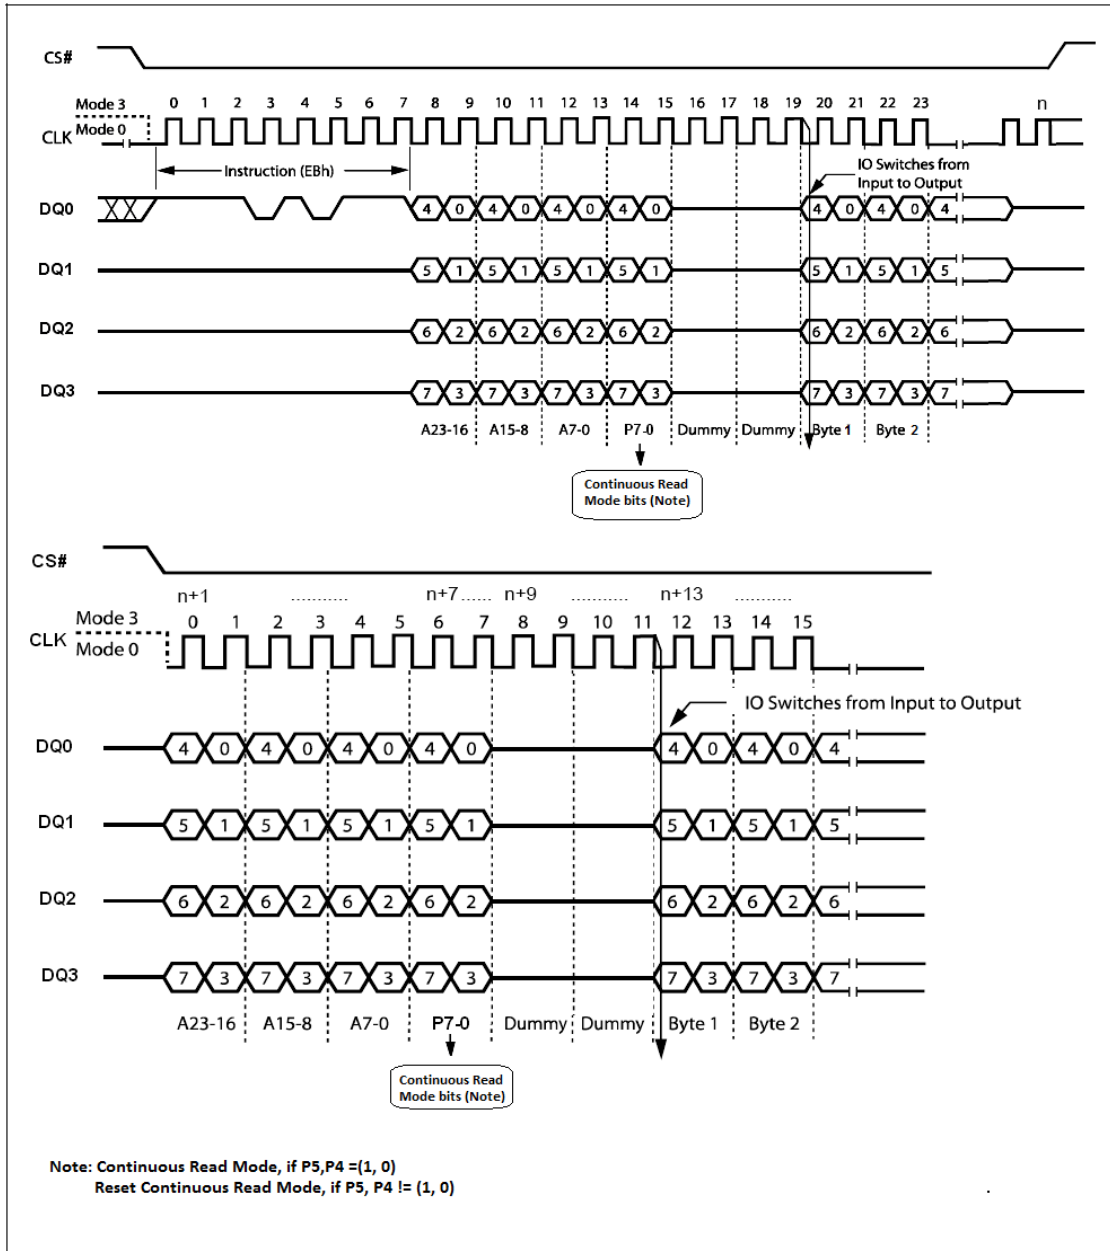 CS#
Mode 3
0 1 2 3 4 5 6 7 8 9 10 11 12 13 14 15 16 17 18 19 20 21 22 23 n
CLK
Mode 0
Instruction (EBh)
IO Switches from
Input to Output
DQ0 4 0 4 0 4 0 4 0 4 0 4 0 4
DQ1 5 1 5 1 5 1 5 1 5 1 5 1 5
DQ2 6 2 6 2 6 2 6 2 6 2 6 2 6
DQ3 7 3 7 3 7 3 7 3 7 3 7 3 7
A23-16 A15-8 A7-0 P7-0 Dummy Dummy Byte 1 Byte 2
Continuous Read
Mode bits (Note)
CS#
n+1 ........... n+7 ...... n+9 ........... n+13 ...........
Mode 3 0 1 2 3 4 5 6 7 8 9 10 11 12 13 14 15
CLK
Mode 0
IO Switches from Input to Output
DQ0 4 0 4 0 4 0 4 0 4 0 4 0 4
DQ1 5 1 5 1 5 1 5 1 5 1 5 1 5
DQ2 6 2 6 2 6 2 6 2 6 2 6 2 6
DQ3 7 3 7 3 7 3 7 3 7 3 7 3 7
A23-16 A15-8 A7-0 P7-0 Dummy Dummy Byte 1 Byte 2
Continuous Read
Mode bits (Note)
Note: Continuous Read Mode, if P5,P4 =(1, 0)
Reset Continuous Read Mode, if P5, P4 != (1, 0)